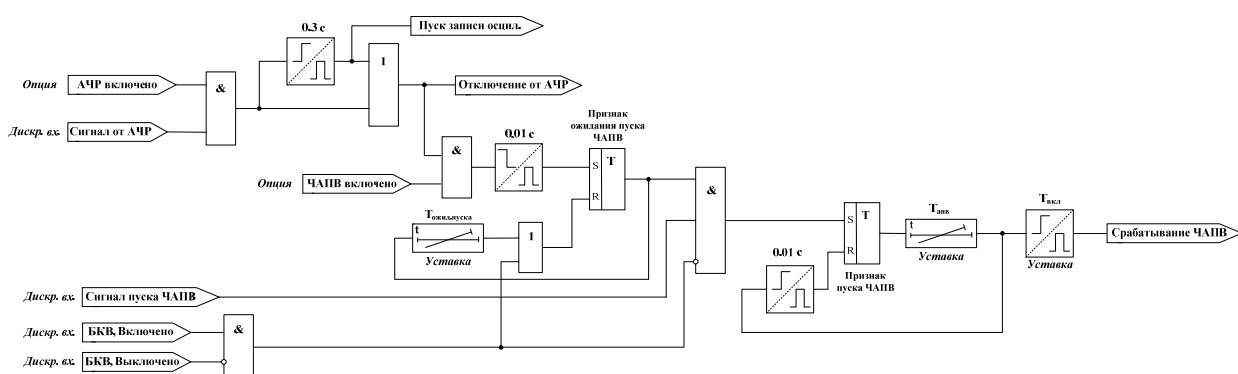 0.3 с
Пуск записи осцил.
1
Опция
АЧР включено
&
Отключение от АЧР
Дискр. вх.
Сигнал от АЧР
Признак
ожидания пуска
ЧАПВ
0.01 с
&
S
T
R
&
Опция
ЧАПВ включено
Tожид.пуска
t
Уставка
1
S
T
R
Признак
пуска ЧАПВ
Tапв
t
Уставка
Tвкл
Уставка
Срабатывание ЧАПВ
0.01 с
Дискр. вх.
Сигнал пуска ЧАПВ
Дискр. вх.
БКВ, Включено
&
Дискр. вх.
БКВ, Выключено